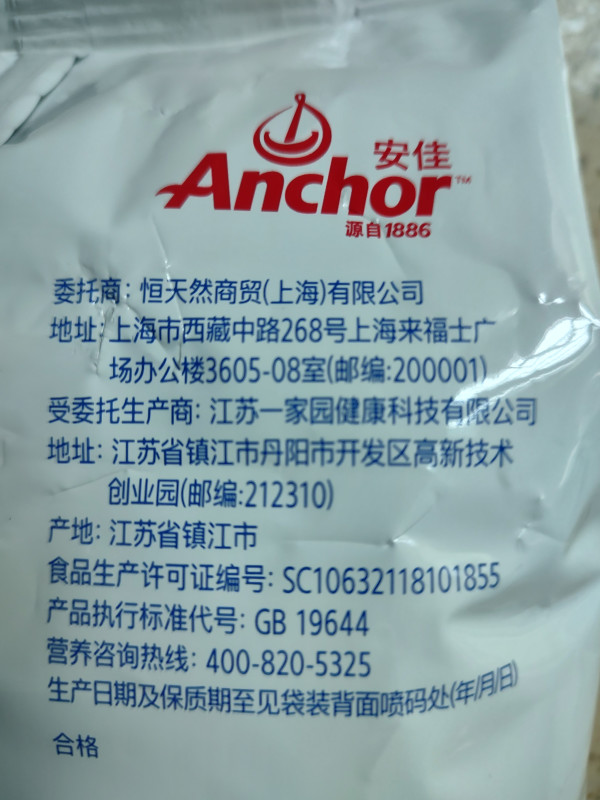 安佳
Anchor™
源自1886
委托商: 恒天然商贸(上海)有限公司
地址: 上海市西藏中路268号上海来福士广
场办公楼3605-08室(邮编:200001)
受委托生产商: 江苏一家园健康科技有限公司
地址: 江苏省镇江市丹阳市开发区高新技术
创业园(邮编:212310)
产地: 江苏省镇江市
食品生产许可证编号: SC10632118101855
产品执行标准代号: GB 19644
营养咨询热线: 400-820-5325
生产日期及保质期至见袋装背面喷码处(年/月/日)
合格